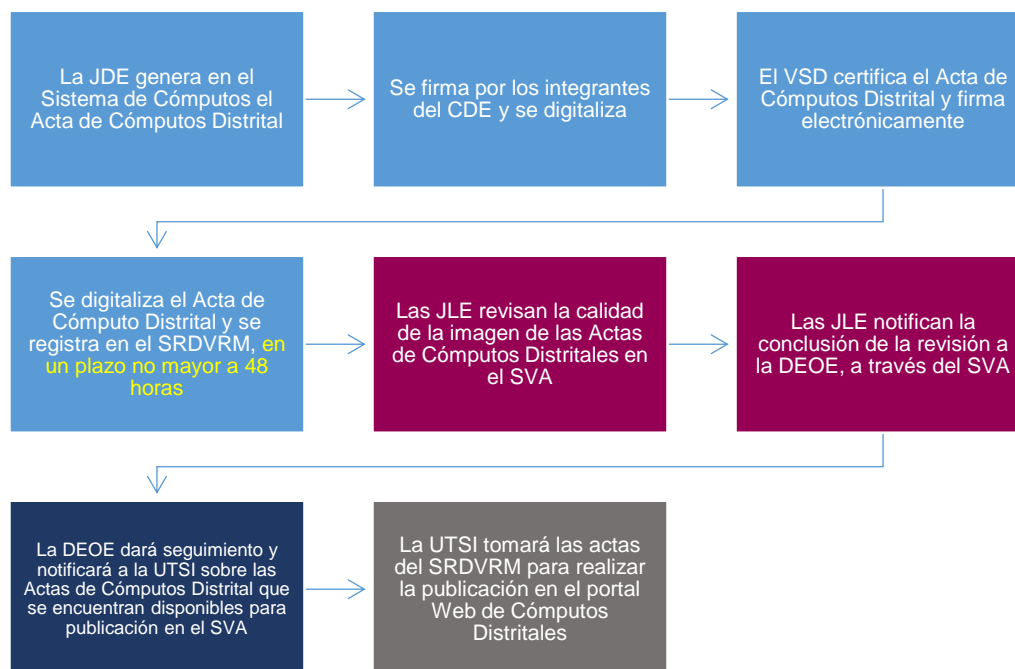 La JDE genera en el
Sistema de Cómputos el
Acta de Cómputos Distrital
Se firma por los integrantes
del CDE y se digitaliza
El VSD certifica el Acta de
Cómputos Distrital y firma
electrónicamente
Se digitaliza el Acta de
Cómputo Distrital y se
registra en el SRDVRM, en
un plazo no mayor a 48
horas
Las JLE revisan la calidad
de la imagen de las Actas
de Cómputos Distritales en
el SVA
Las JLE notifican la
conclusión de la revisión a
la DEOE, a través del SVA
La DEOE dará seguimiento y
notificará a la UTSI sobre las
Actas de Cómputos Distrital que
se encuentran disponibles para
publicación en el SVA
La UTSI tomará las actas
del SRDVRM para realizar
la publicación en el portal
Web de Cómputos
Distritales